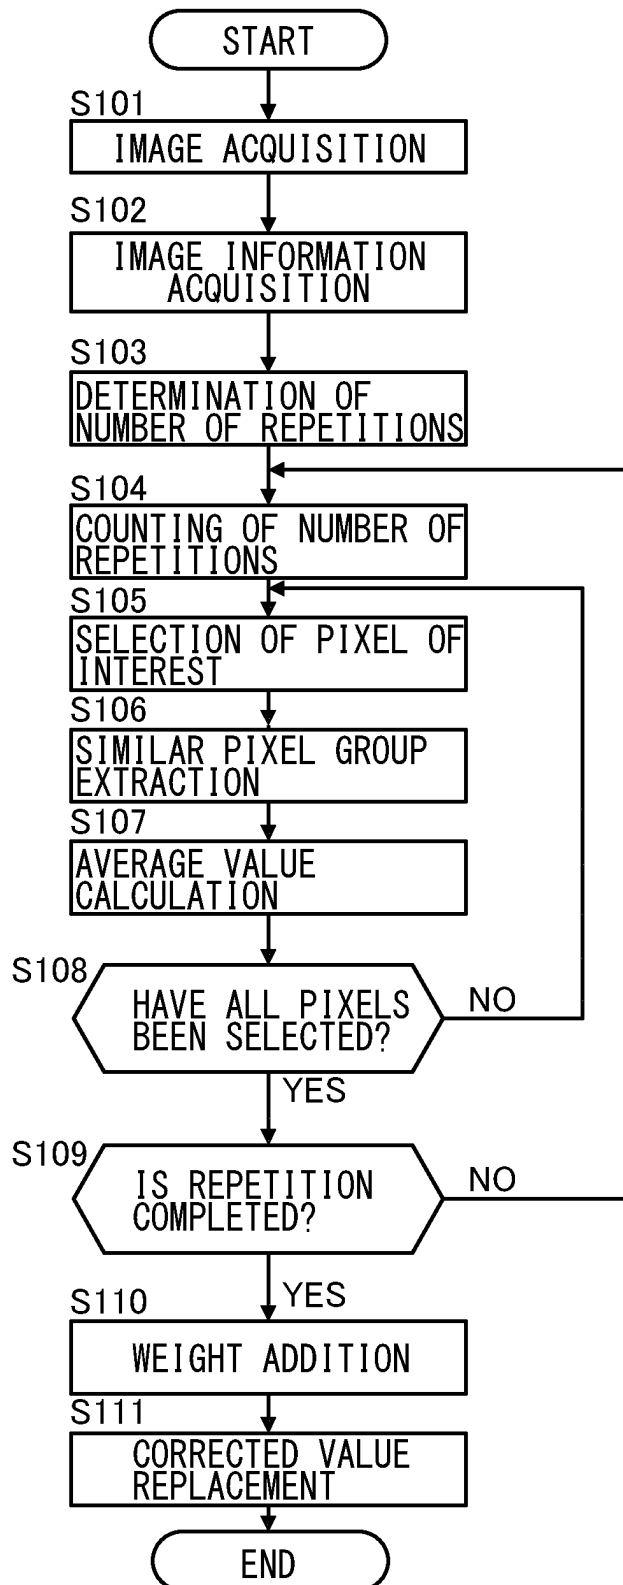 START
S101
IMAGE ACQUISITION
S102
IMAGE INFORMATION
ACQUISITION
S103
DETERMINATION OF
NUMBER OF REPETITIONS
S104
COUNTING OF NUMBER OF
REPETITIONS
S105
SELECTION OF PIXEL OF
INTEREST
S106
SIMILAR PIXEL GROUP
EXTRACTION
S107
AVERAGE VALUE
CALCULATION
S108
HAVE ALL PIXELS
BEEN SELECTED?
NO
YES
S109
IS REPETITION
COMPLETED?
NO
YES
S110
WEIGHT ADDITION
S111
CORRECTED VALUE
REPLACEMENT
END